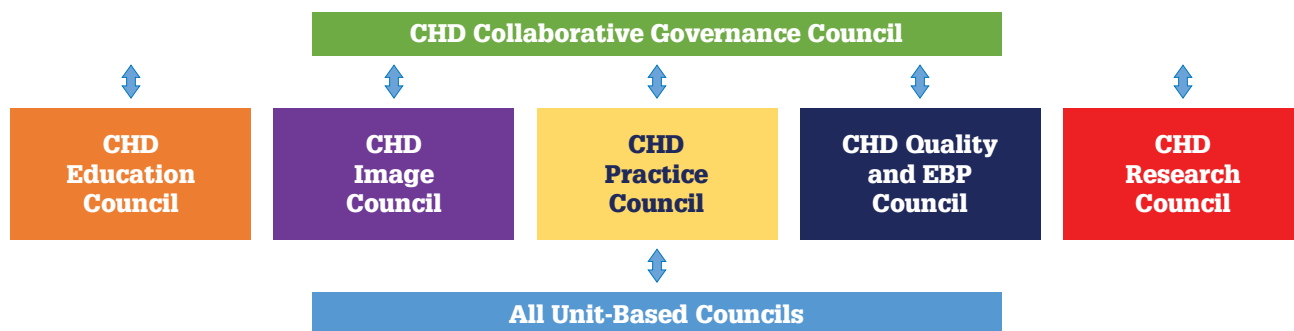 CHD Collaborative Governance Council
CHD
Education
Council
CHD
Image
Council
CHD
Practice
Council
CHD Quality
and EBP
Council
CHD
Research
Council
All Unit-Based Councils